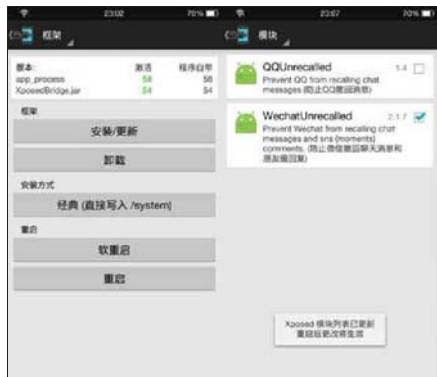 23:02
70%
框架
版本:
激活
程序自带
app_process
58
58
XposedBridge.jar
54
54
框架
安装/更新
卸载
安装方式
经典 (直接写入 /system)
重启
软重启
重启
23:07
70%
模块
QQUnrecalled
1.4
Prevent QQ from recalling chat
messages (防止QQ撤回消息)
WechatUnrecalled
2.1.7
Prevent Wechat from recalling chat
messages and sns (moments)
comments. (防止微信撤回聊天消息和
朋友圈回复)
Xposed 模块列表已更新
重启后更改将生效